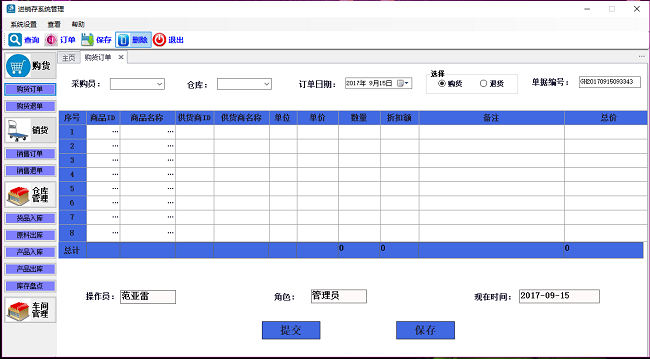 进销存系统管理
系统设置 查看 帮助
查询 订单 保存 删除 退出
购货
购货订单
购货退单
销货
销售订单
销售退单
仓库管理
货品入库
原料出库
产品入库
产品出库
库存盘点
车间管理
主页 购货订单 ×
采购员： 仓库： 订单日期： 2017年 9月15日 选择 购货 退货 单据编号： GH20170915093343
序号 商品ID 商品名称 供货商ID 供货商名称 单位 单价 数量 折扣额 备注 总价
1 ... ...
2 ... ...
3 ... ...
4 ... ...
5 ... ...
6 ... ...
7 ... ...
8 ... ...
总计 0 0 0
操作员： 范亚雷 角色： 管理员 现在时间： 2017-09-15
提交 保存